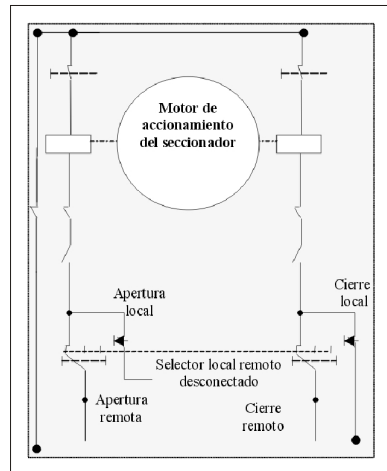 Motor de
accionamiento
del seccionador
Apertura
local
Cierre
local
Selector local remoto
desconectado
Apertura
remota
Cierre
remoto